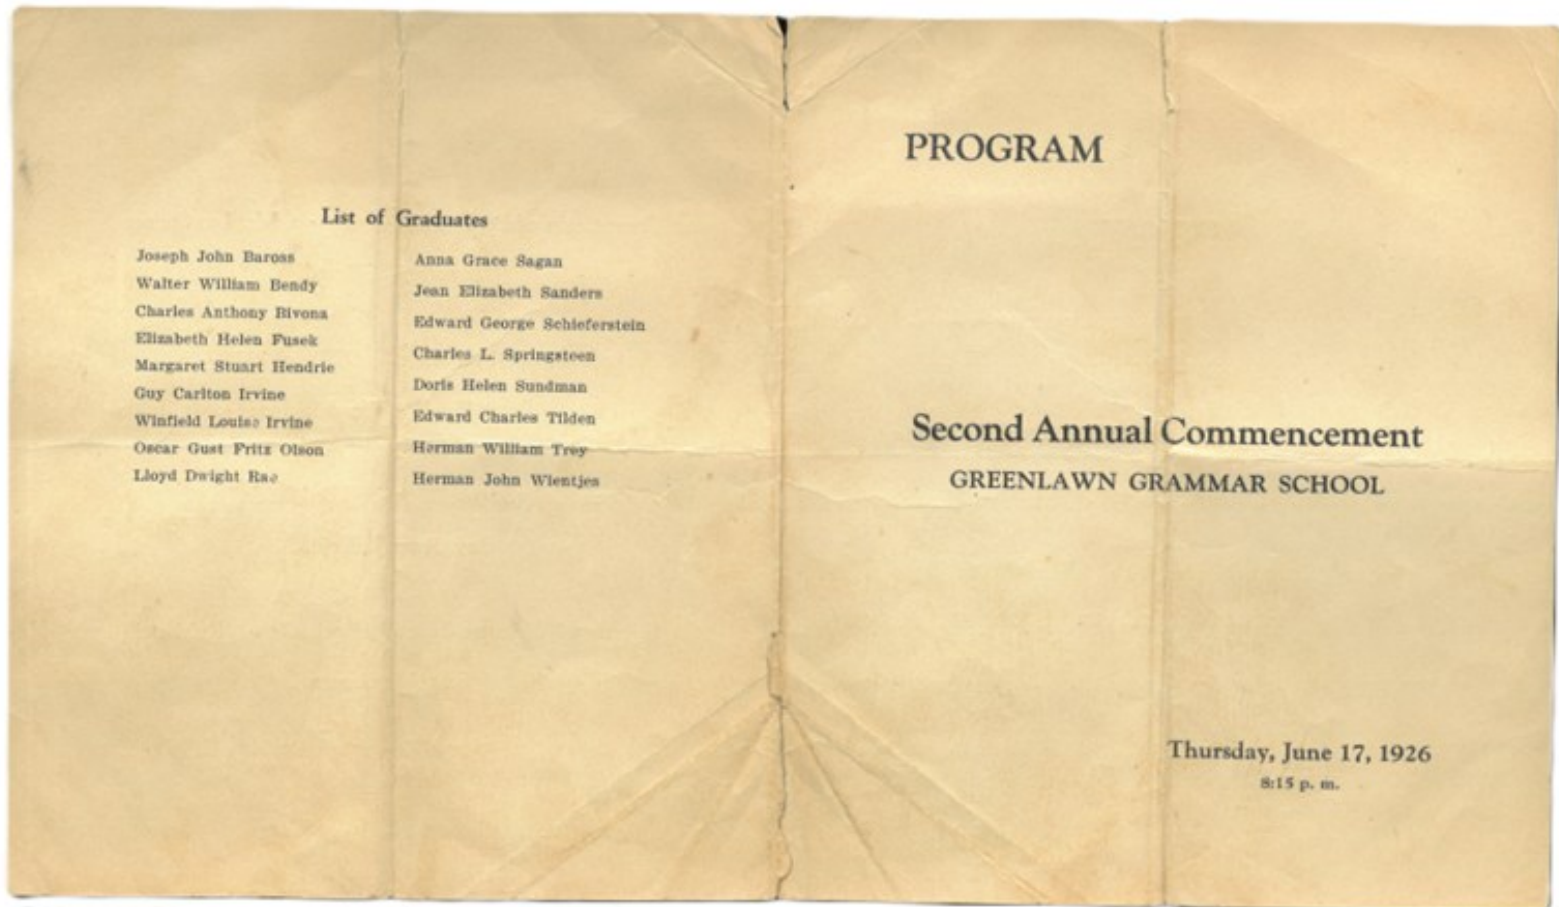 List of Graduates
Joseph John Baross
Walter William Bendy
Charles Anthony Bivona
Elizabeth Helen Fusek
Margaret Stuart Hendrie
Guy Carlton Irvine
Winfield Louise Irvine
Oscar Gust Fritz Olson
Lloyd Dwight Rae
Anna Grace Sagan
Jean Elizabeth Sanders
Edward George Schieferstein
Charles L. Springsteen
Doris Helen Sundman
Edward Charles Tilden
Herman William Troy
Herman John Wientjes
PROGRAM
Second Annual Commencement
GREENLAWN GRAMMAR SCHOOL
Thursday, June 17, 1926
8:15 p. m.